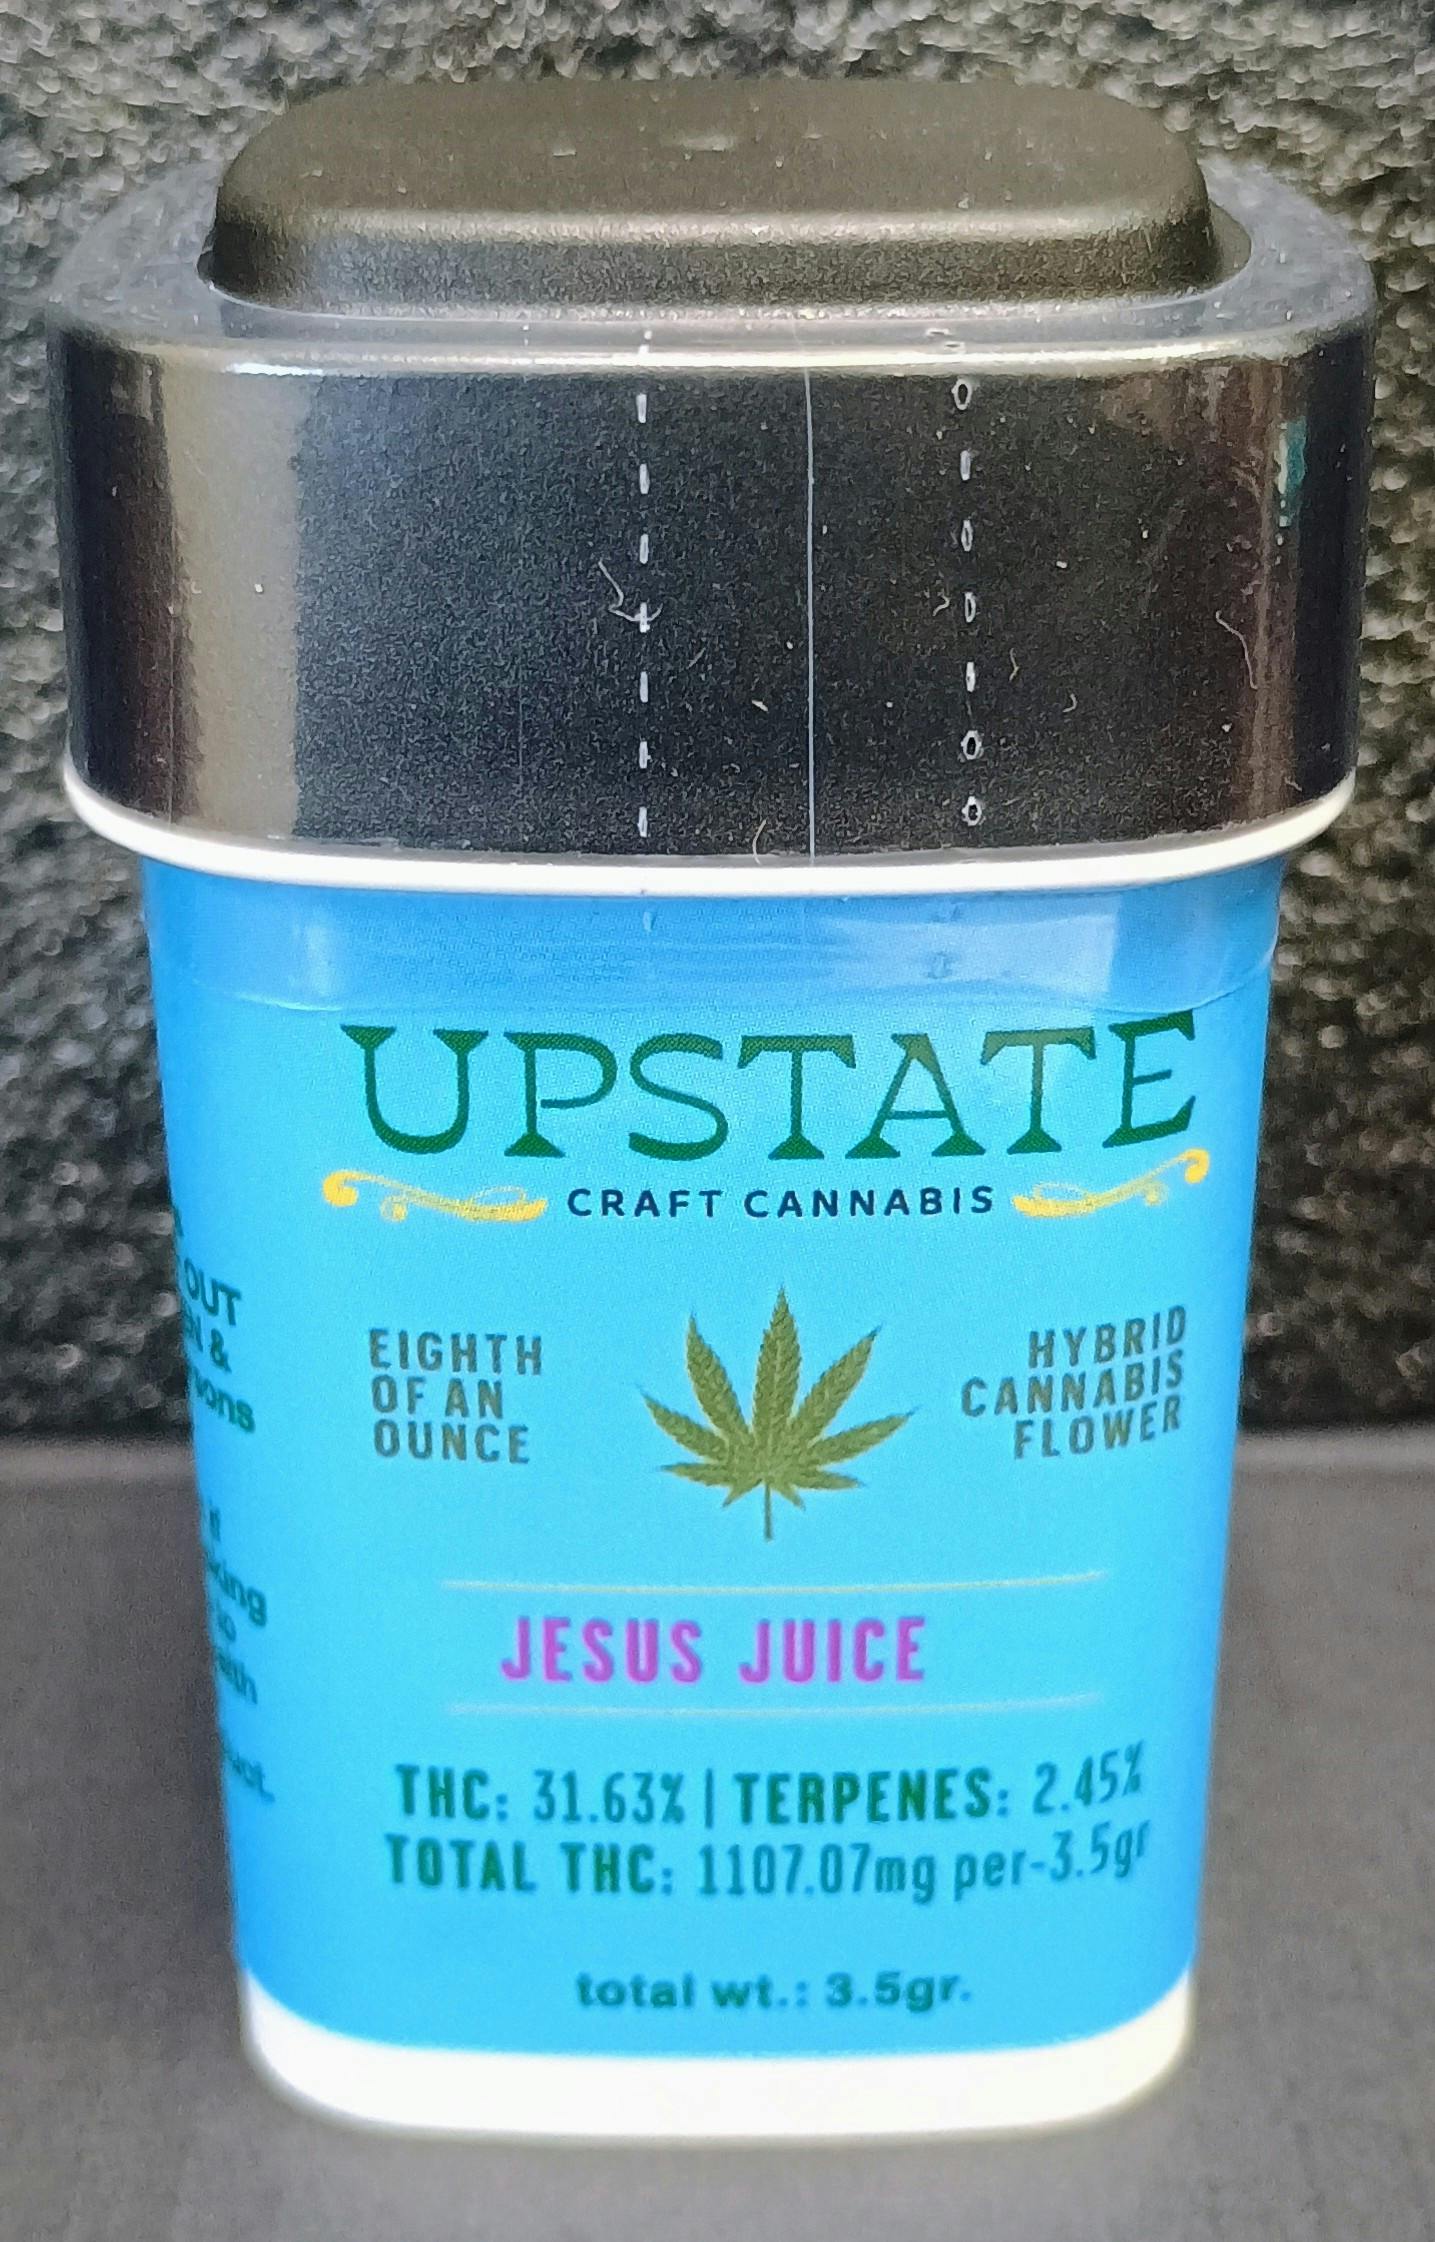 UPSTATE
CRAFT CANNABIS
EIGHTH
OF AN
OUNCE
HYBRID
CANNABIS
FLOWER
JESUS JUICE
THC: 31.63% | TERPENES: 2.45%
TOTAL THC: 1107.07mg per-3.5gr
total wt.: 3.5gr.
OUT
&